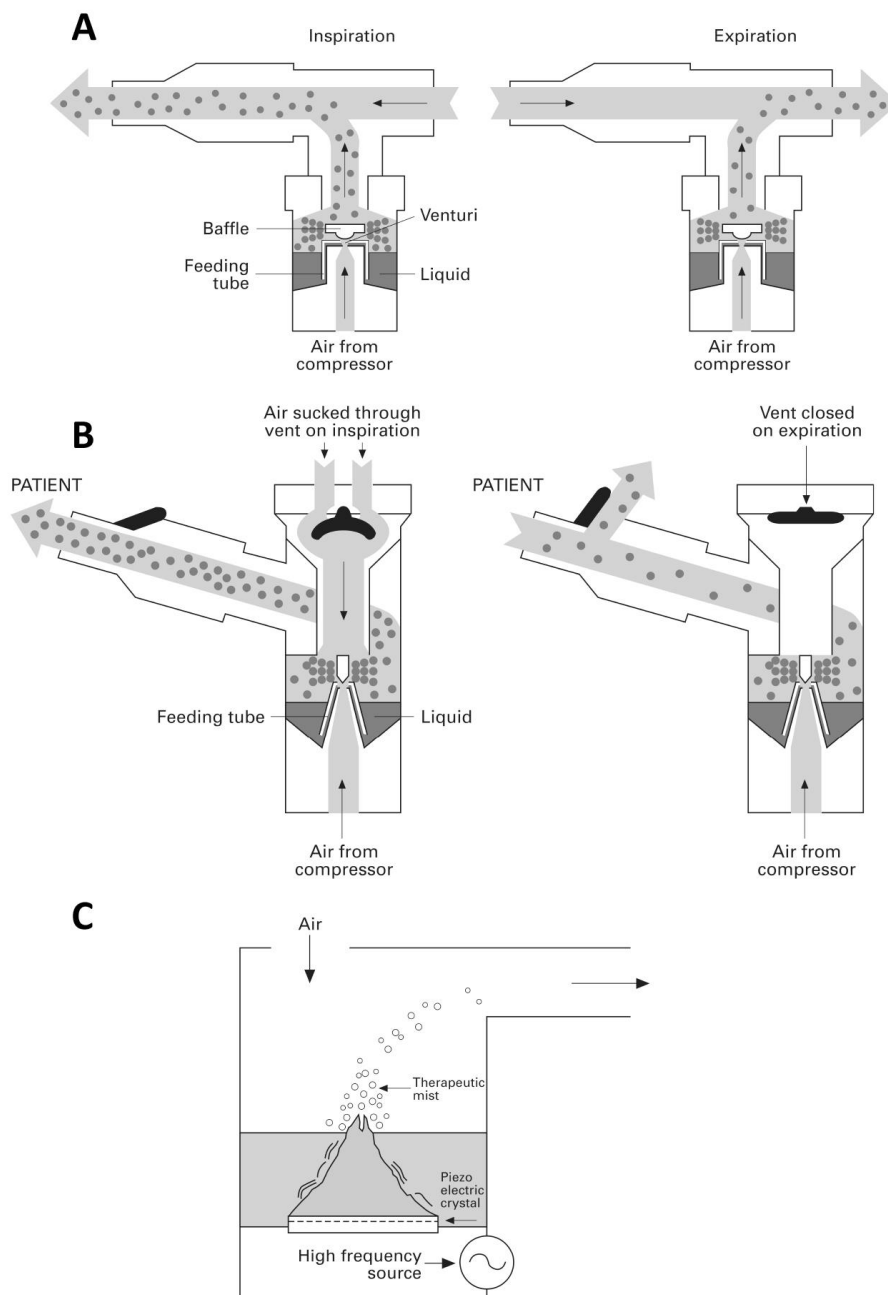 A
Inspiration
Expiration
Baffle
Venturi
Feeding
tube
Liquid
Air from
compressor
Air from
compressor
B
Air sucked through
vent on inspiration
Vent closed
on expiration
PATIENT
PATIENT
Feeding tube
Liquid
Air from
compressor
Air from
compressor
C
Air
Therapeutic
mist
Piezo
electric
crystal
High frequency
source